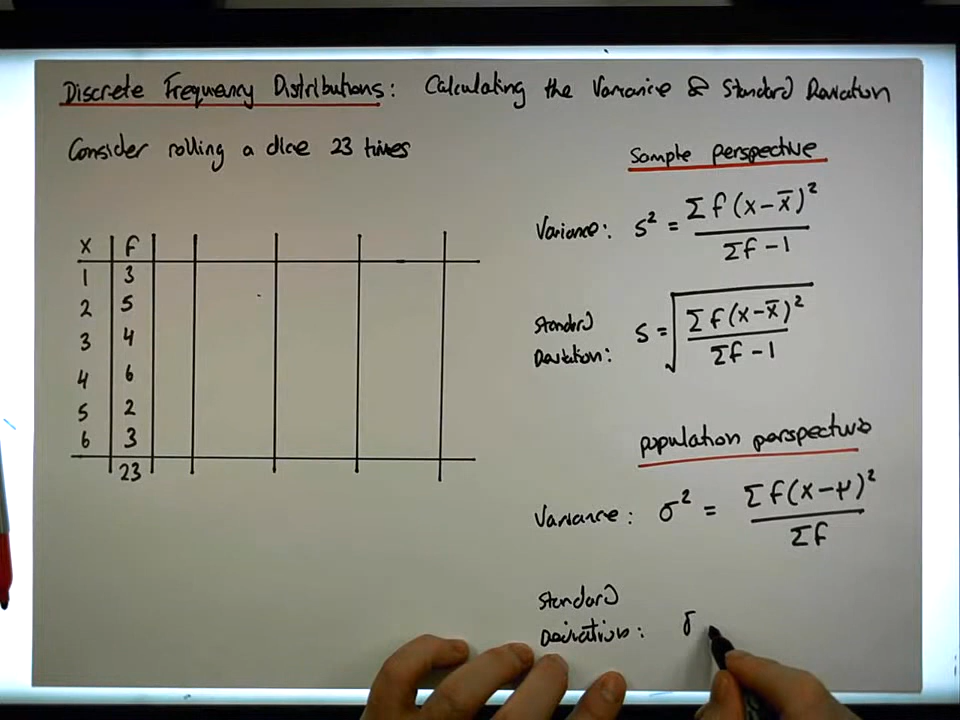 Discrete Frequency Distributions: Calculating the Variance & Standard Deviation
Consider rolling a dice 23 times
x f
1 3
2 5
3 4
4 6
5 2
6 3
23
Sample perspective
Variance: s² = Σf(x-x̄)² / Σf-1
Standard
Deviation: s = √(Σf(x-x̄)² / Σf-1)
population perspective
Variance: σ² = Σf(x-μ)² / Σf
Standard
Deviation: σ